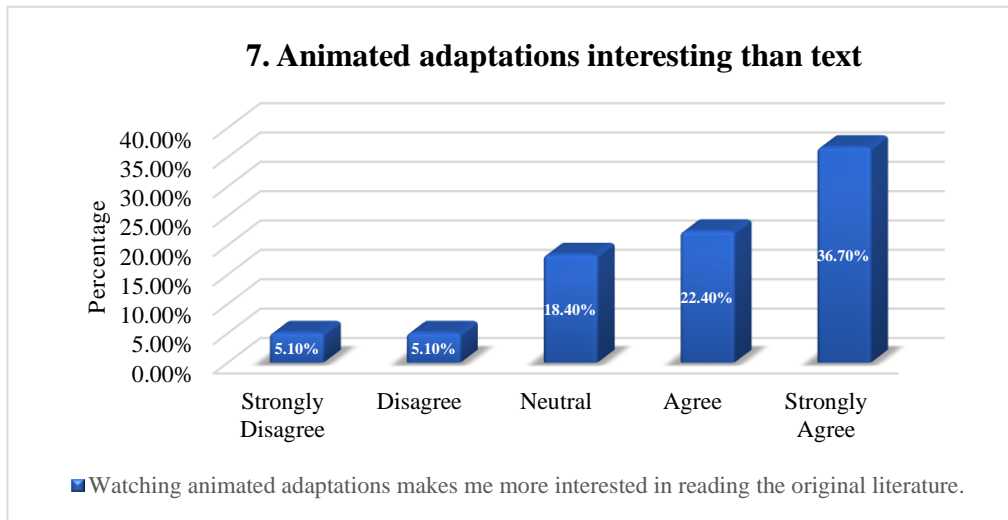 7. Animated adaptations interesting than text
Percentage
40.00%
35.00%
30.00%
25.00%
20.00%
15.00%
10.00%
5.00%
0.00%
5.10%
5.10%
18.40%
22.40%
36.70%
Strongly
Disagree
Disagree
Neutral
Agree
Strongly
Agree
Watching animated adaptations makes me more interested in reading the original literature.